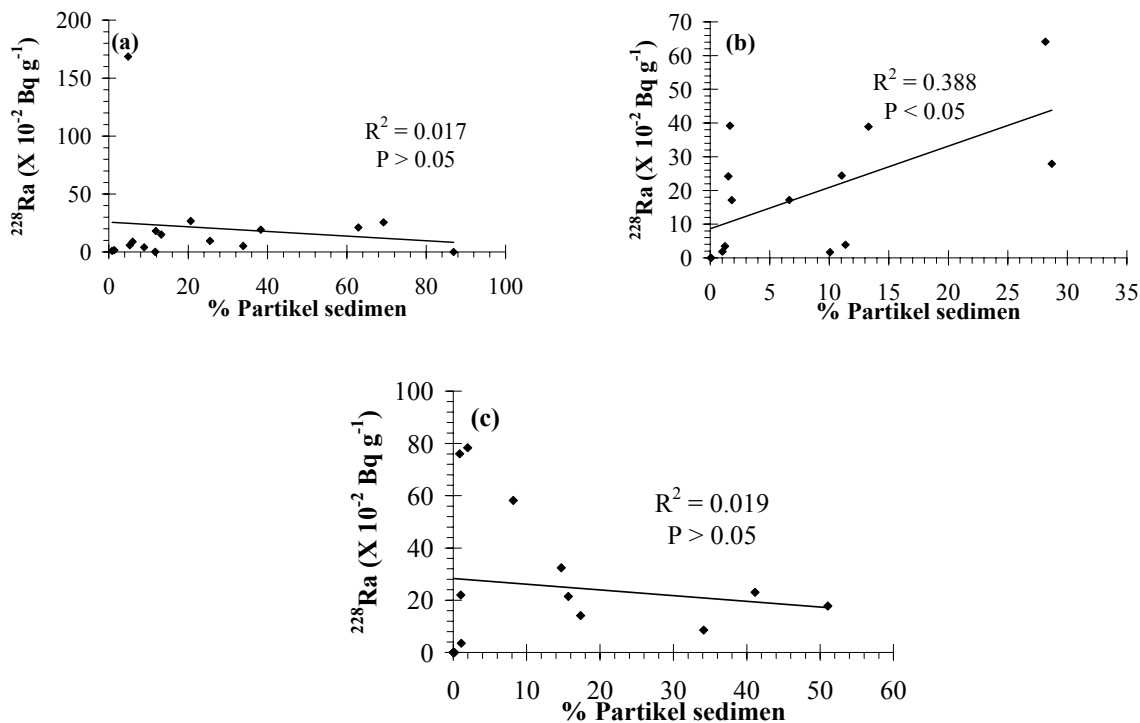 (a)
²²⁸Ra (X 10⁻² Bq g⁻¹)
200
150
100
50
0
R² = 0.017
P > 0.05
0 20 40 60 80 100
% Partikel sedimen
(b)
²²⁸Ra (X 10⁻² Bq g⁻¹)
70
60
50
40
30
20
10
0
R² = 0.388
P < 0.05
0 5 10 15 20 25 30 35
% Partikel sedimen
(c)
²²⁸Ra (X 10⁻² Bq g⁻¹)
100
80
60
40
20
0
R² = 0.019
P > 0.05
0 10 20 30 40 50 60
% Partikel sedimen